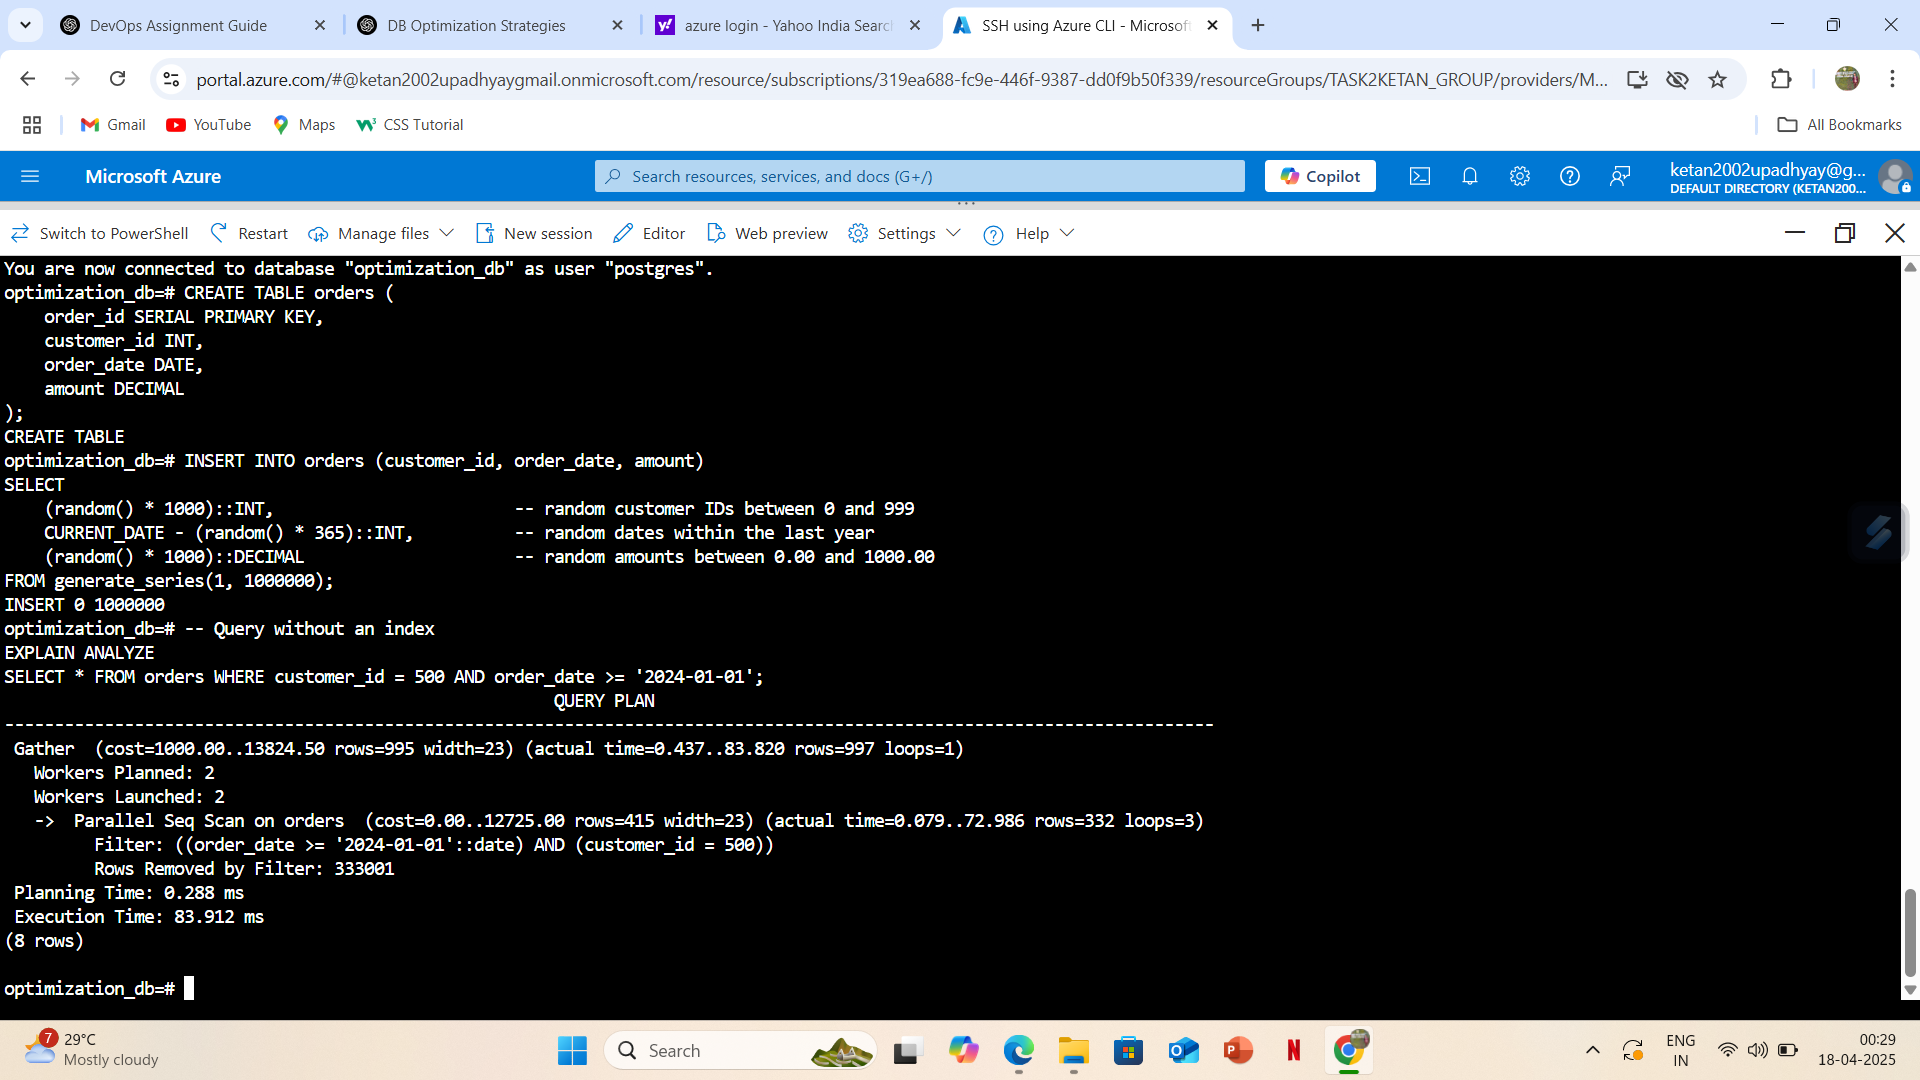 DevOps Assignment Guide
DB Optimization Strategies
azure login - Yahoo India Search
SSH using Azure CLI - Microsoft
portal.azure.com/#@ketan2002upadhyaygmail.onmicrosoft.com/resource/subscriptions/319ea688-fc9e-446f-9387-dd0f9b50f339/resourceGroups/TASK2KETAN_GROUP/providers/M...
Gmail
YouTube
Maps
CSS Tutorial
All Bookmarks
Microsoft Azure
Search resources, services, and docs (G+/)
Copilot
ketan2002upadhyay@g...
DEFAULT DIRECTORY (KETAN200...
Switch to PowerShell
Restart
Manage files
New session
Editor
Web preview
Settings
Help
You are now connected to database "optimization_db" as user "postgres".
optimization_db=# CREATE TABLE orders (
    order_id SERIAL PRIMARY KEY,
    customer_id INT,
    order_date DATE,
    amount DECIMAL
);
CREATE TABLE
optimization_db=# INSERT INTO orders (customer_id, order_date, amount)
SELECT
    (random() * 1000)::INT,                        -- random customer IDs between 0 and 999
    CURRENT_DATE - (random() * 365)::INT,          -- random dates within the last year
    (random() * 1000)::DECIMAL                     -- random amounts between 0.00 and 1000.00
FROM generate_series(1, 1000000);
INSERT 0 1000000
optimization_db=# -- Query without an index
EXPLAIN ANALYZE
SELECT * FROM orders WHERE customer_id = 500 AND order_date >= '2024-01-01';
                                                       QUERY PLAN
-------------------------------------------------------------------------------------------------------------------------
 Gather  (cost=1000.00..13824.50 rows=995 width=23) (actual time=0.437..83.820 rows=997 loops=1)
   Workers Planned: 2
   Workers Launched: 2
   ->  Parallel Seq Scan on orders  (cost=0.00..12725.00 rows=415 width=23) (actual time=0.079..72.986 rows=332 loops=3)
         Filter: ((order_date >= '2024-01-01'::date) AND (customer_id = 500))
         Rows Removed by Filter: 333001
 Planning Time: 0.288 ms
 Execution Time: 83.912 ms
(8 rows)
optimization_db=#
7
29°C
Mostly cloudy
Search
ENG
IN
00:29
18-04-2025